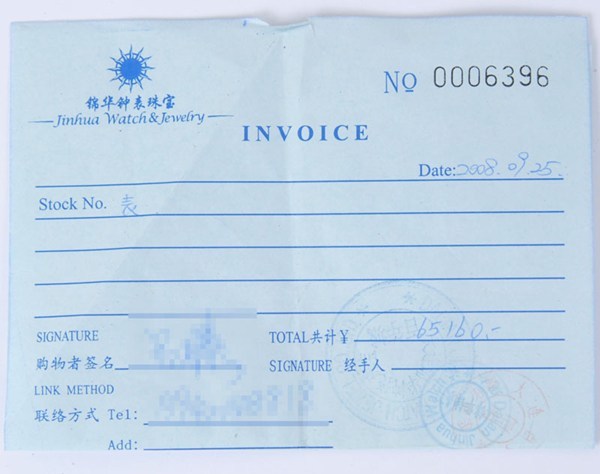 锦华钟表珠宝
Jinhua Watch & Jewelry
NO 0006396
INVOICE
Date: 2008.09.25.
Stock No. 表
SIGNATURE
购物者签名
TOTAL共计￥ 65160.-
SIGNATURE 经手人
LINK METHOD
联络方式 Tel:
Add: